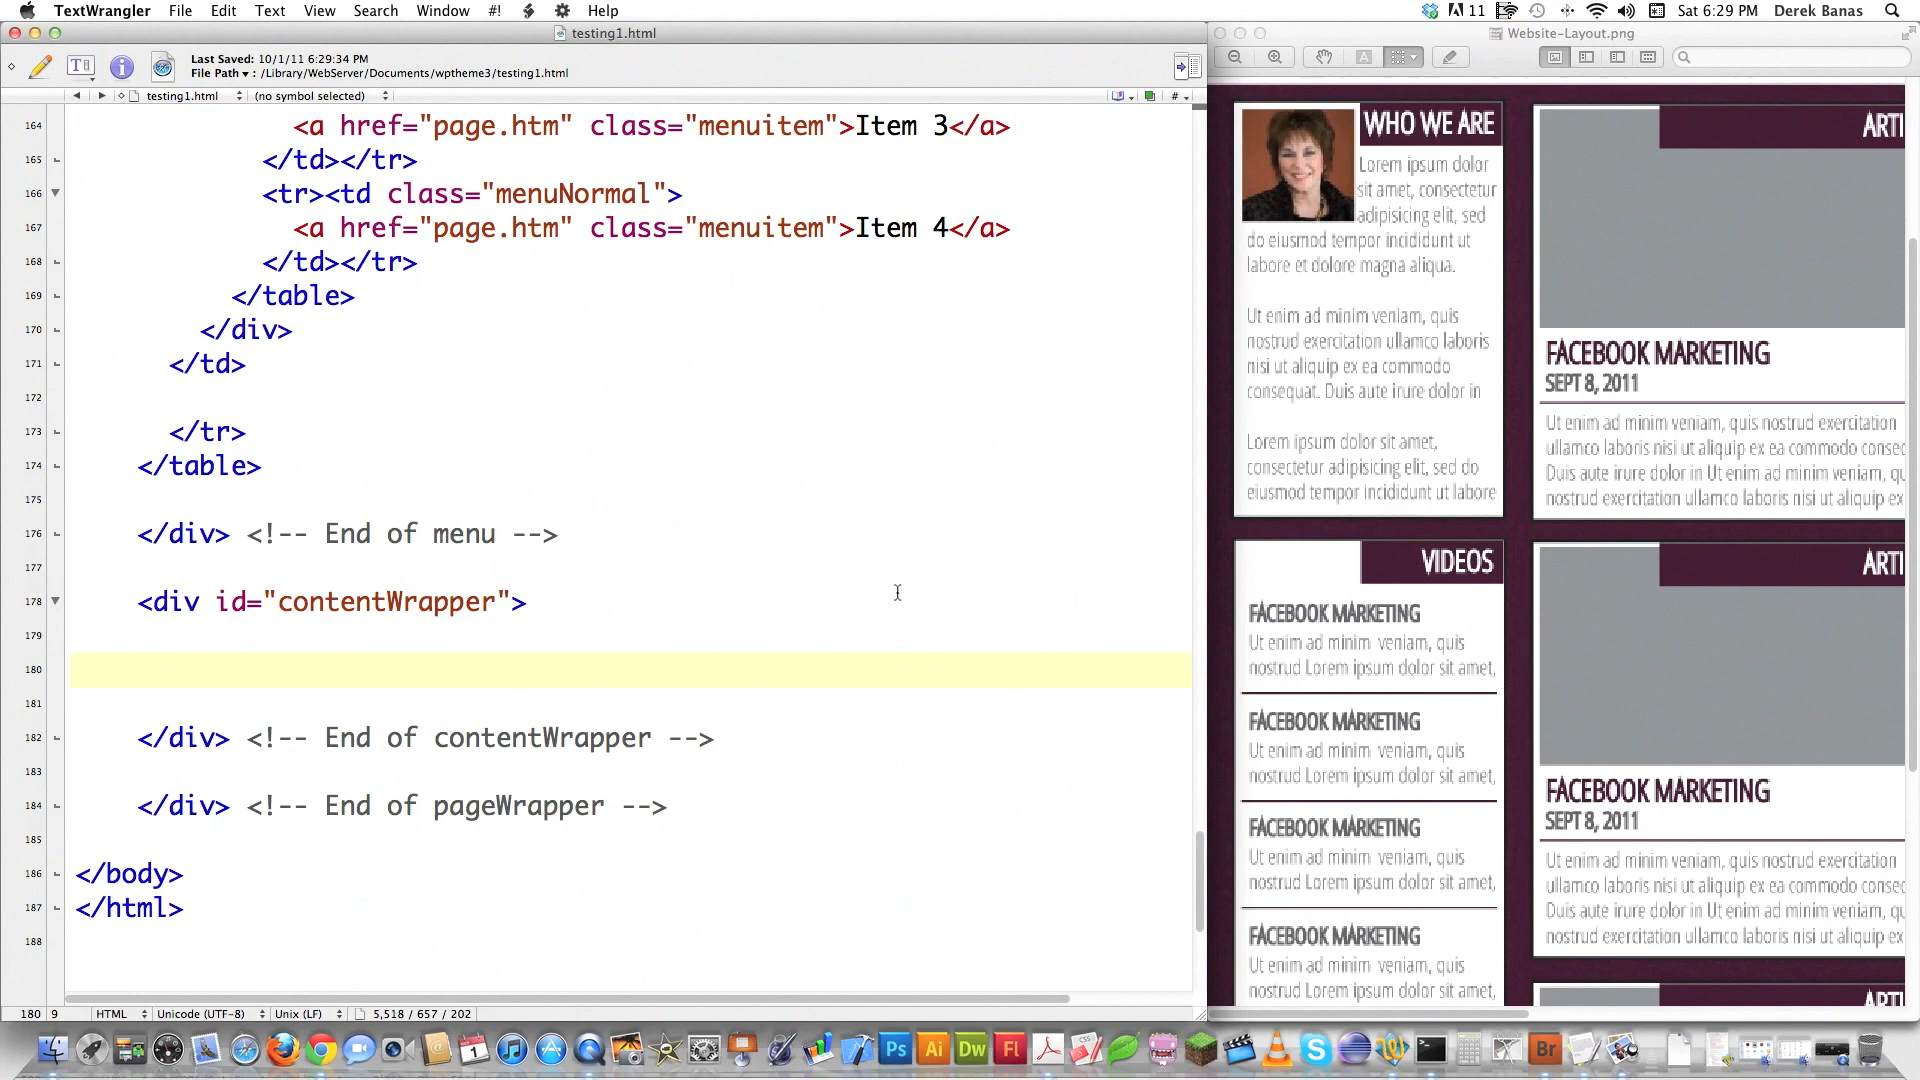 TextWrangler File Edit Text View Search Window #! Help
11 Sat 6:29 PM Derek Banas
testing1.html
Last Saved: 10/1/11 6:29:34 PM
File Path ▾ : /Library/WebServer/Documents/wptheme3/testing1.html
testing1.html (no symbol selected) #
164 <a href="page.htm" class="menuitem">Item 3</a>
165 </td></tr>
166 <tr><td class="menuNormal">
167 <a href="page.htm" class="menuitem">Item 4</a>
168 </td></tr>
169 </table>
170 </div>
171 </td>
172
173 </tr>
174 </table>
175
176 </div> <!-- End of menu -->
177
178 <div id="contentWrapper">
179
180
181
182 </div> <!-- End of contentWrapper -->
183
184 </div> <!-- End of pageWrapper -->
185
186 </body>
187 </html>
188
180 9 HTML Unicode (UTF-8) Unix (LF) 5,518 / 657 / 202
Website-Layout.png
WHO WE ARE
Lorem ipsum dolor
sit amet, consectetur
adipisicing elit, sed
do eiusmod tempor incididunt ut
labore et dolore magna aliqua.
Ut enim ad minim veniam, quis
nostrud exercitation ullamco laboris
nisi ut aliquip ex ea commodo
consequat. Duis aute irure dolor in
Lorem ipsum dolor sit amet,
consectetur adipisicing elit, sed do
eiusmod tempor incididunt ut labore
VIDEOS
FACEBOOK MARKETING
Ut enim ad minim veniam, quis
nostrud Lorem ipsum dolor sit amet,
FACEBOOK MARKETING
Ut enim ad minim veniam, quis
nostrud Lorem ipsum dolor sit amet,
FACEBOOK MARKETING
Ut enim ad minim veniam, quis
nostrud Lorem ipsum dolor sit amet,
FACEBOOK MARKETING
Ut enim ad minim veniam, quis
nostrud Lorem ipsum dolor sit amet,
ARTI
FACEBOOK MARKETING
SEPT 8, 2011
Ut enim ad minim veniam, quis nostrud exercitation
ullamco laboris nisi ut aliquip ex ea commodo consec
Duis aute irure dolor in Ut enim ad minim veniam, qu
nostrud exercitation ullamco laboris nisi ut aliquip ex
ARTI
FACEBOOK MARKETING
SEPT 8, 2011
Ut enim ad minim veniam, quis nostrud exercitation
ullamco laboris nisi ut aliquip ex ea commodo consec
Duis aute irure dolor in Ut enim ad minim veniam, qu
nostrud exercitation ullamco laboris nisi ut aliquip ex
ARTI
1 Ps Ai Dw Fl Br